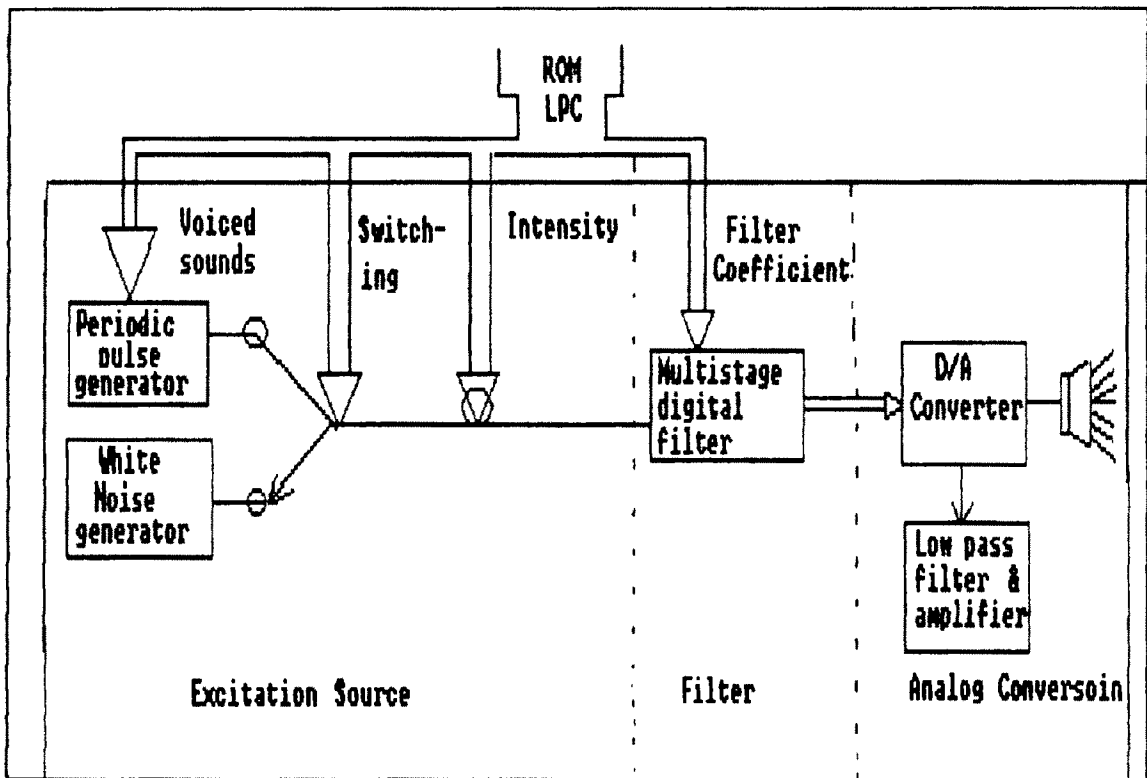 ROM
LPC
Voiced
sounds
Switch-
ing
Intensity
Filter
Coefficient
Periodic
pulse
generator
White
Noise
generator
Multistage
digital
filter
D/A
Converter
Low pass
filter &
amplifier
Excitation Source
Filter
Analog Conversoin